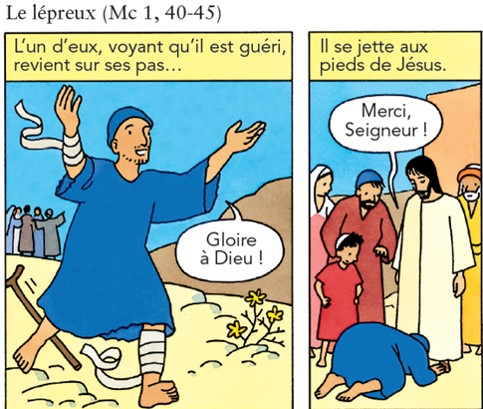 Le lépreux (Mc 1, 40-45)
L'un d'eux, voyant qu'il est guéri,
revient sur ses pas...
Gloire
à Dieu !
Il se jette aux
pieds de Jésus.
Merci,
Seigneur !